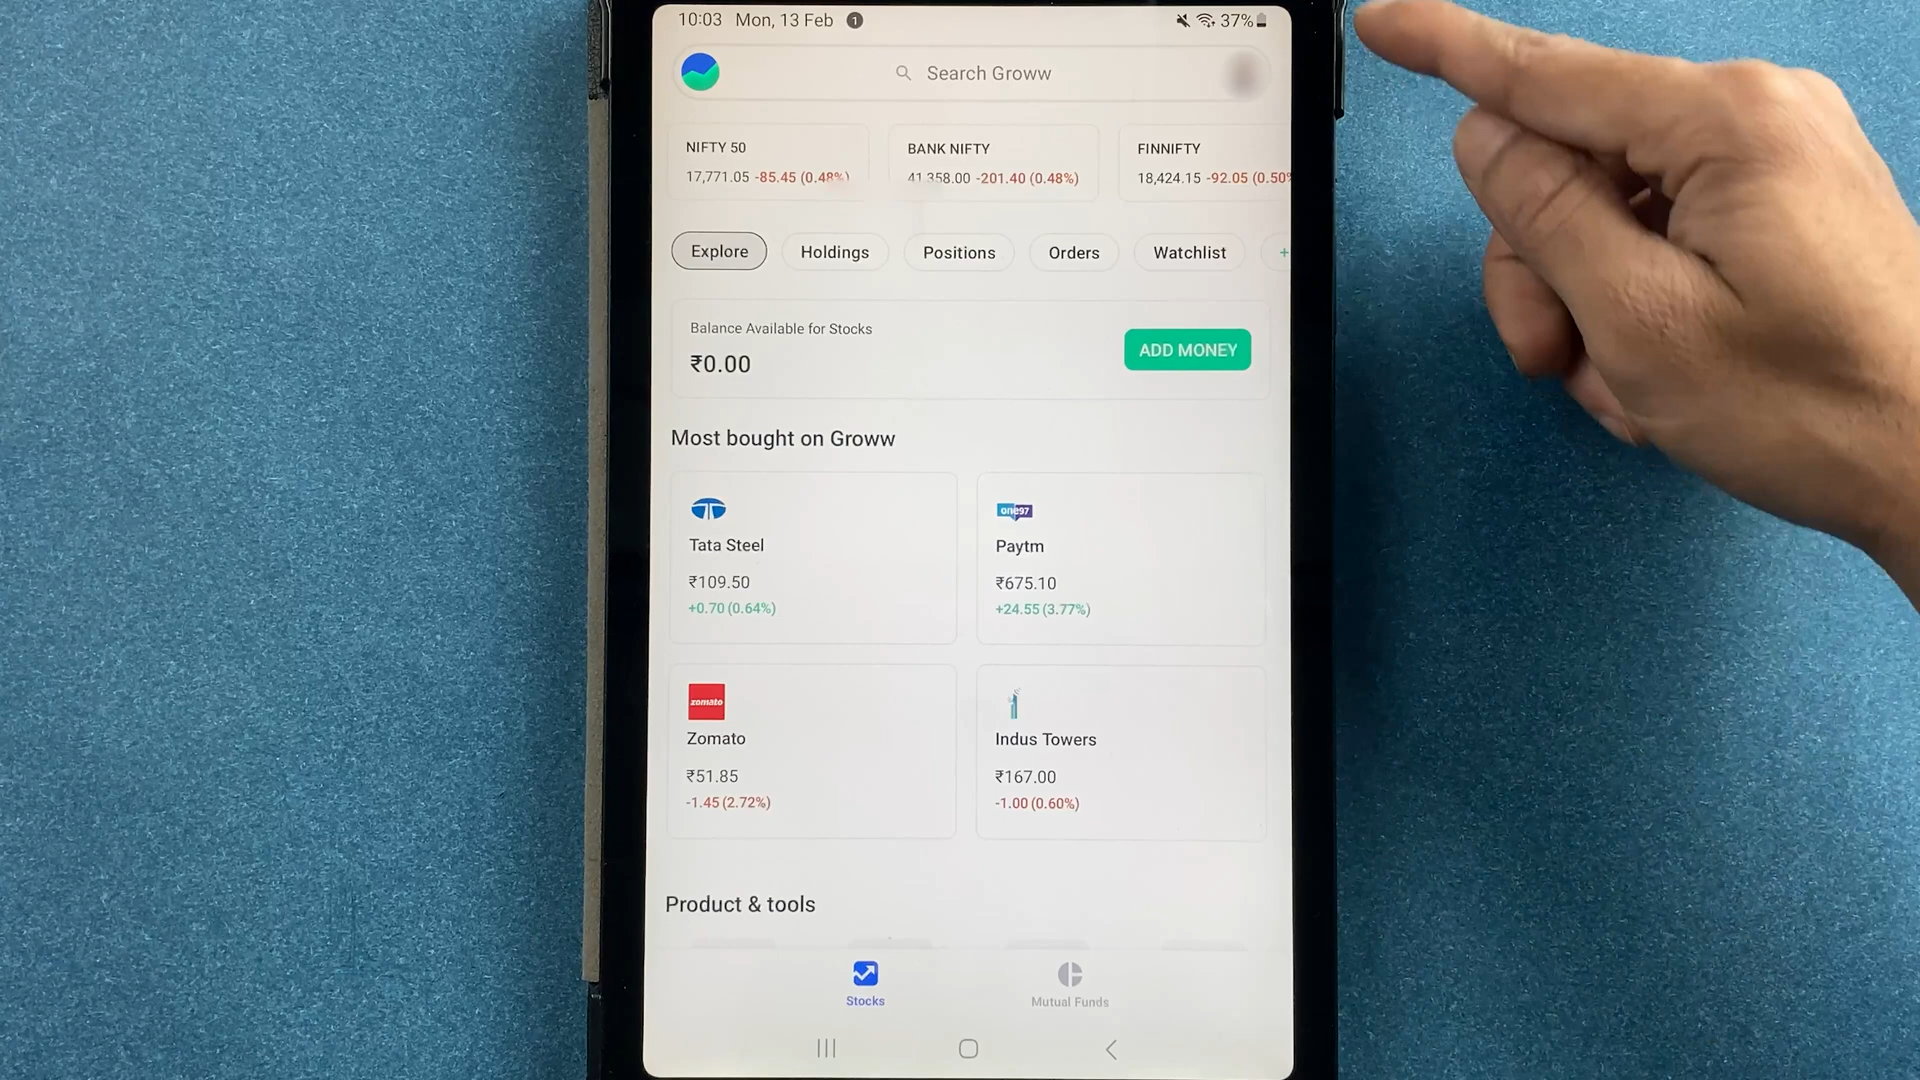 10:03 Mon, 13 Feb 1 37%
Search Groww
NIFTY 50 BANK NIFTY FINNIFTY
17,771.05 -85.45 (0.48%) 41,358.00 -201.40 (0.48%) 18,424.15 -92.05 (0.50%
Explore Holdings Positions Orders Watchlist +
Balance Available for Stocks
₹0.00
ADD MONEY
Most bought on Groww
one97
Tata Steel Paytm
₹109.50 ₹675.10
+0.70 (0.64%) +24.55 (3.77%)
zomato
Zomato Indus Towers
₹51.85 ₹167.00
-1.45 (2.72%) -1.00 (0.60%)
Product & tools
Stocks Mutual Funds